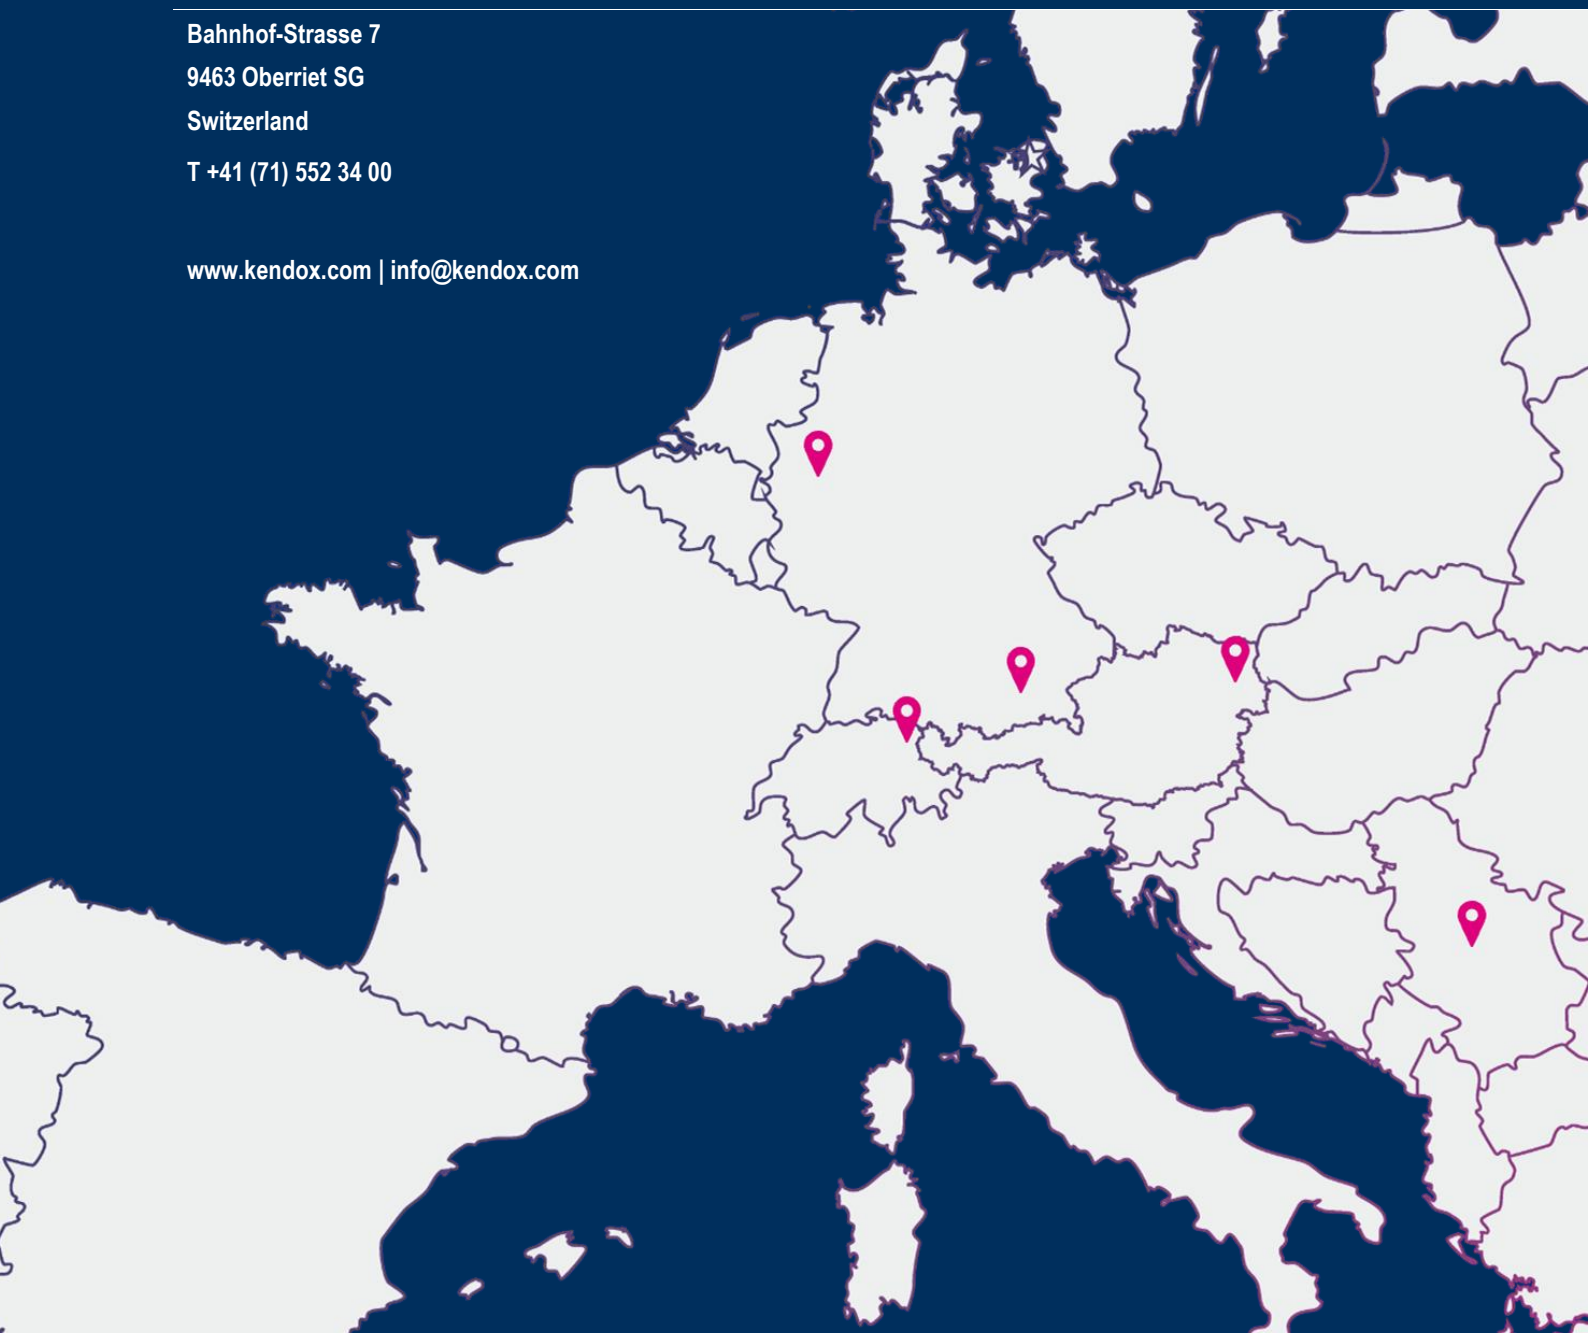 Bahnhof-Strasse 7
9463 Oberriet SG
Switzerland
T +41 (71) 552 34 00
www.kendox.com | info@kendox.com